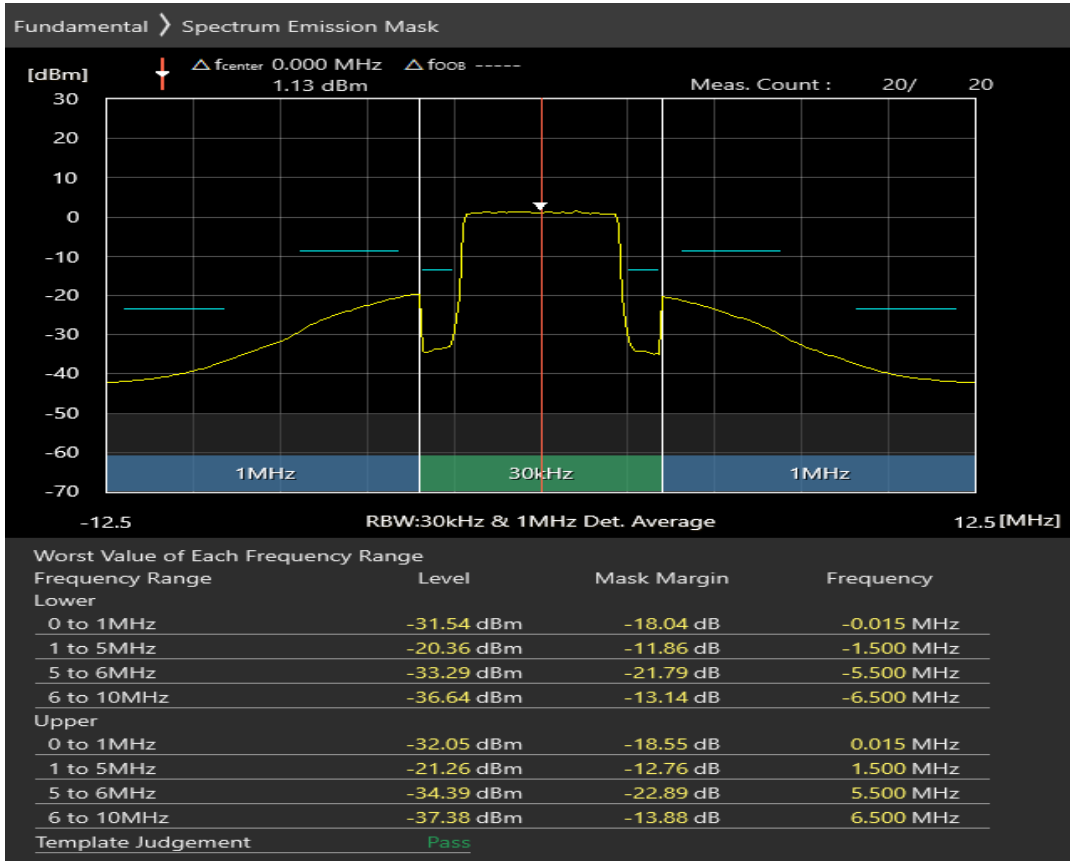 Fundamental ❯ Spectrum Emission Mask
△ fcenter 0.000 MHz △ fOOB -----
[dBm]
1.13 dBm Meas. Count : 20/ 20
30
20
10
0
-10
-20
-30
-40
-50
-60
-70
1MHz 30kHz 1MHz
-12.5 RBW:30kHz & 1MHz Det. Average 12.5 [MHz]
Worst Value of Each Frequency Range
Frequency Range Level Mask Margin Frequency
Lower
0 to 1MHz -31.54 dBm -18.04 dB -0.015 MHz
1 to 5MHz -20.36 dBm -11.86 dB -1.500 MHz
5 to 6MHz -33.29 dBm -21.79 dB -5.500 MHz
6 to 10MHz -36.64 dBm -13.14 dB -6.500 MHz
Upper
0 to 1MHz -32.05 dBm -18.55 dB 0.015 MHz
1 to 5MHz -21.26 dBm -12.76 dB 1.500 MHz
5 to 6MHz -34.39 dBm -22.89 dB 5.500 MHz
6 to 10MHz -37.38 dBm -13.88 dB 6.500 MHz
Template Judgement Pass